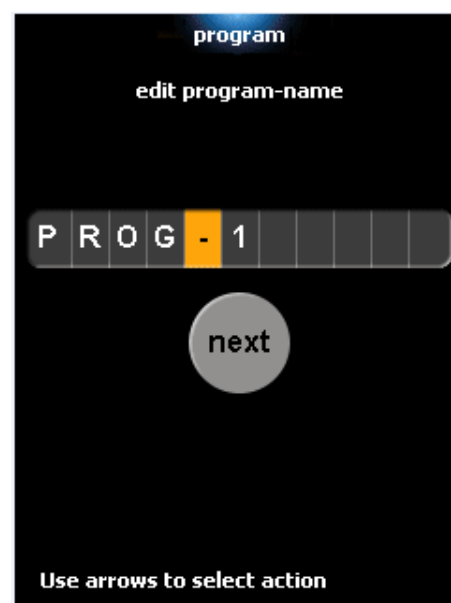 program
edit program-name
PROG-1
next
Use arrows to select action